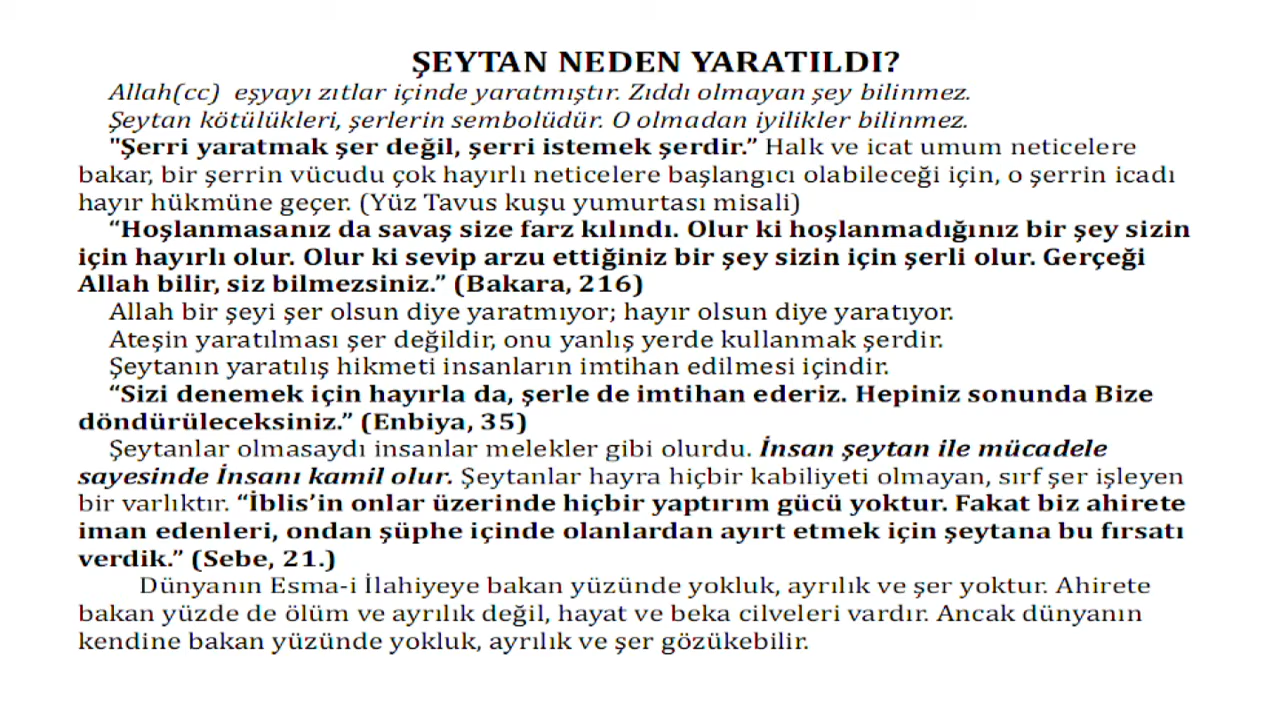 ŞEYTAN NEDEN YARATILDI?
Allah(cc)  eşyayı zıtlar içinde yaratmıştır. Zıddı olmayan şey bilinmez.
Şeytan kötülükleri, şerlerin sembolüdür. O olmadan iyilikler bilinmez.
"Şerri yaratmak şer değil, şerri istemek şerdir.” Halk ve icat umum neticelere
bakar, bir şerrin vücudu çok hayırlı neticelere başlangıcı olabileceği için, o şerrin icadı
hayır hükmüne geçer. (Yüz Tavus kuşu yumurtası misali)
“Hoşlanmasanız da savaş size farz kılındı. Olur ki hoşlanmadığınız bir şey sizin
için hayırlı olur. Olur ki sevip arzu ettiğiniz bir şey sizin için şerli olur. Gerçeği
Allah bilir, siz bilmezsiniz.” (Bakara, 216)
Allah bir şeyi şer olsun diye yaratmıyor; hayır olsun diye yaratıyor.
Ateşin yaratılması şer değildir, onu yanlış yerde kullanmak şerdir.
Şeytanın yaratılış hikmeti insanların imtihan edilmesi içindir.
“Sizi denemek için hayırla da, şerle de imtihan ederiz. Hepiniz sonunda Bize
döndürüleceksiniz.” (Enbiya, 35)
Şeytanlar olmasaydı insanlar melekler gibi olurdu. İnsan şeytan ile mücadele
sayesinde İnsanı kamil olur. Şeytanlar hayra hiçbir kabiliyeti olmayan, sırf şer işleyen
bir varlıktır. “İblis’in onlar üzerinde hiçbir yaptırım gücü yoktur. Fakat biz ahirete
iman edenleri, ondan şüphe içinde olanlardan ayırt etmek için şeytana bu fırsatı
verdik.” (Sebe, 21.)
Dünyanın Esma-i İlahiyeye bakan yüzünde yokluk, ayrılık ve şer yoktur. Ahirete
bakan yüzde de ölüm ve ayrılık değil, hayat ve beka cilveleri vardır. Ancak dünyanın
kendine bakan yüzünde yokluk, ayrılık ve şer gözükebilir.